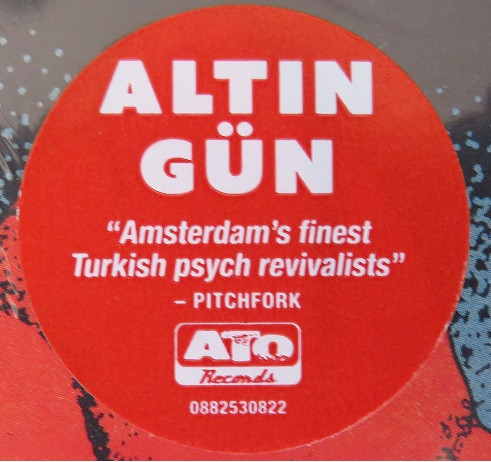 ALTIN
GÜN
“Amsterdam's finest
Turkish psych revivalists”
– PITCHFORK
ATO
Records
0882530822